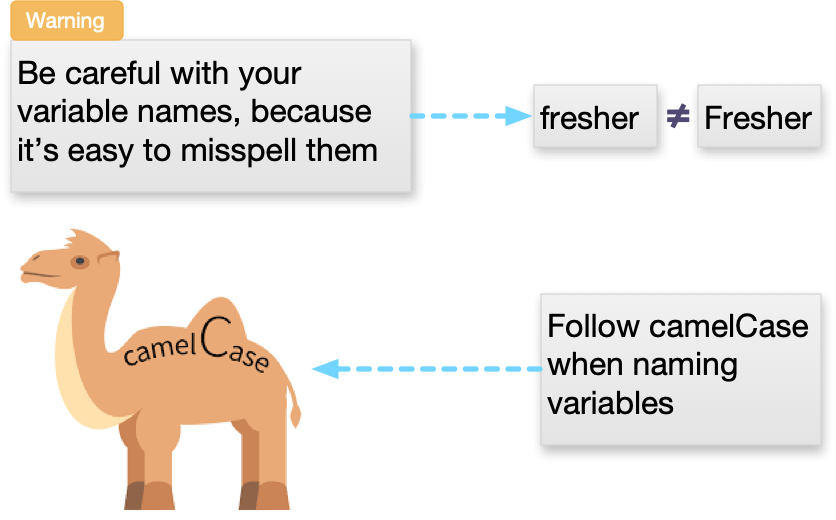 Warning
Be careful with your
variable names, because
it’s easy to misspell them
fresher ≠ Fresher
camelCase
Follow camelCase
when naming
variables